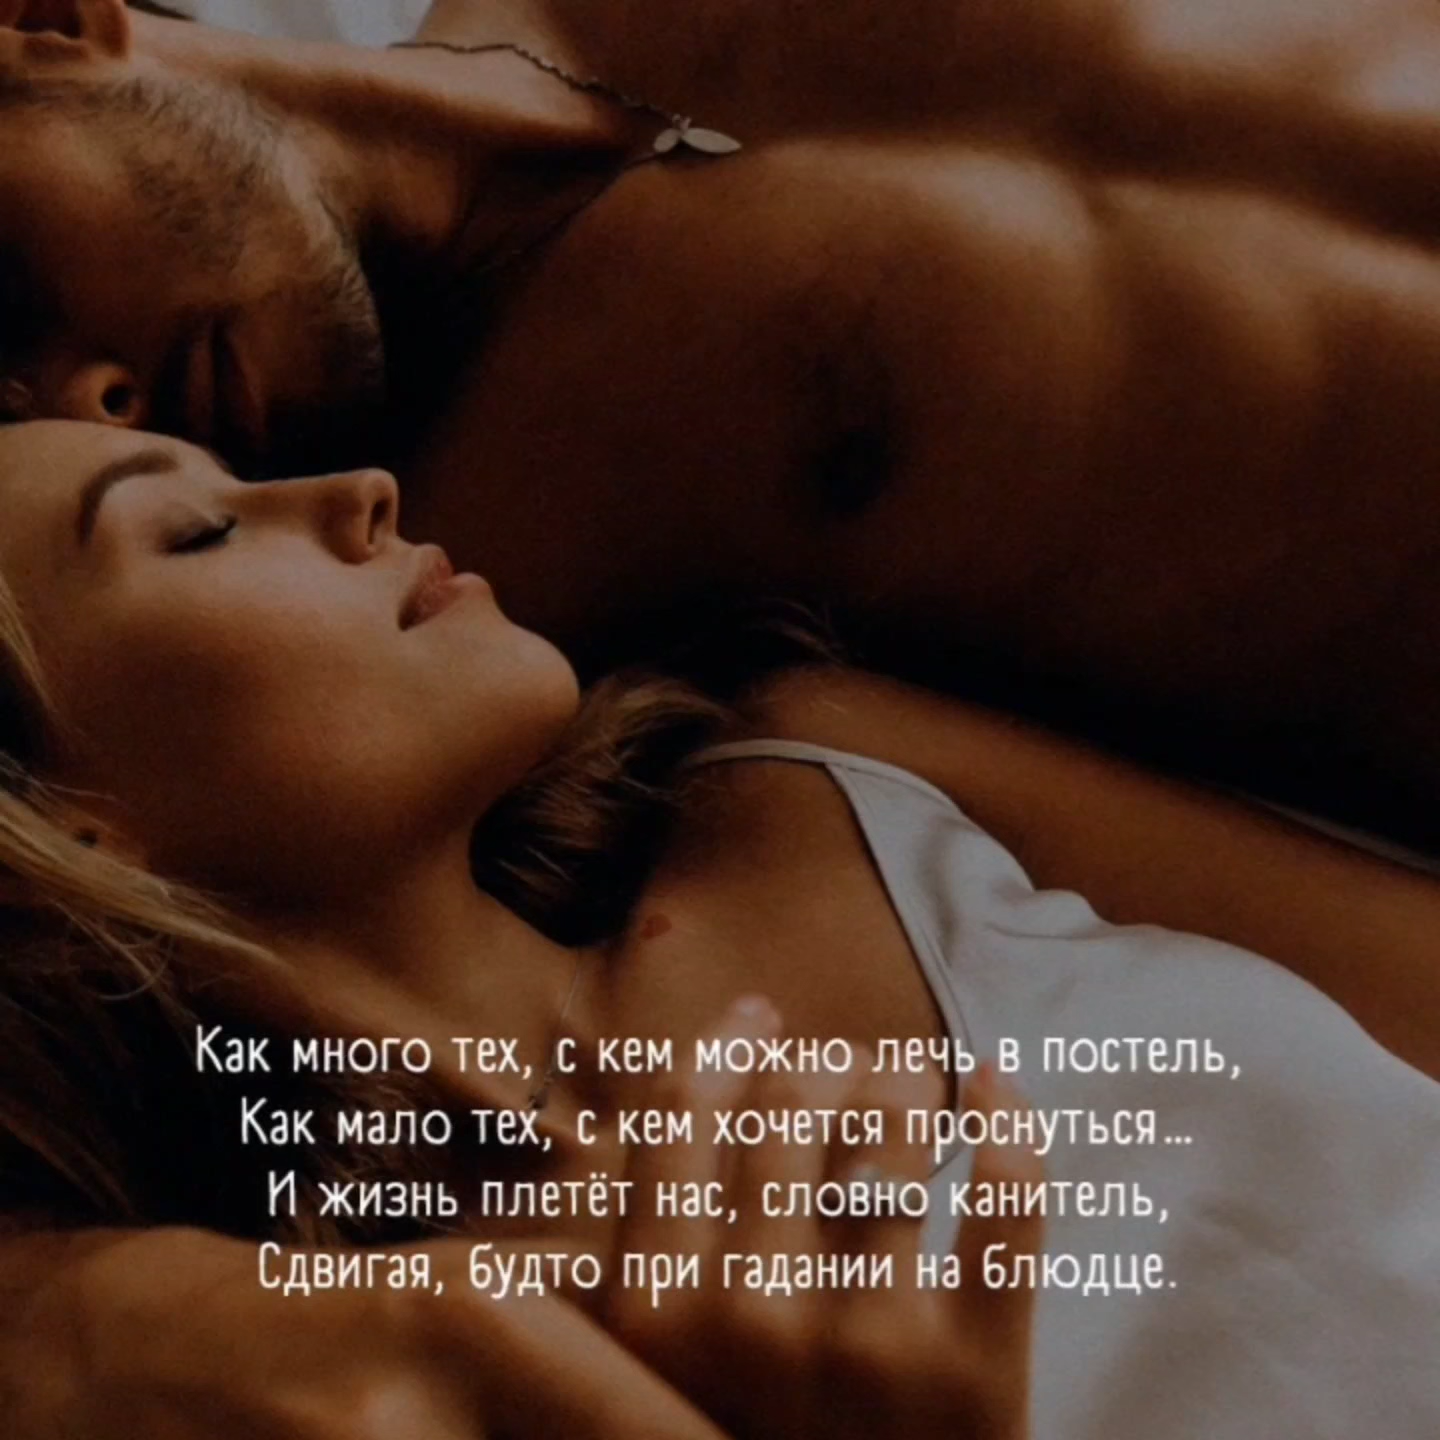 Как много тех, с кем можно лечь в постель,
Как мало тех, с кем хочется проснуться...
И жизнь плетёт нас, словно канитель,
Сдвигая, будто при гадании на блюдце.